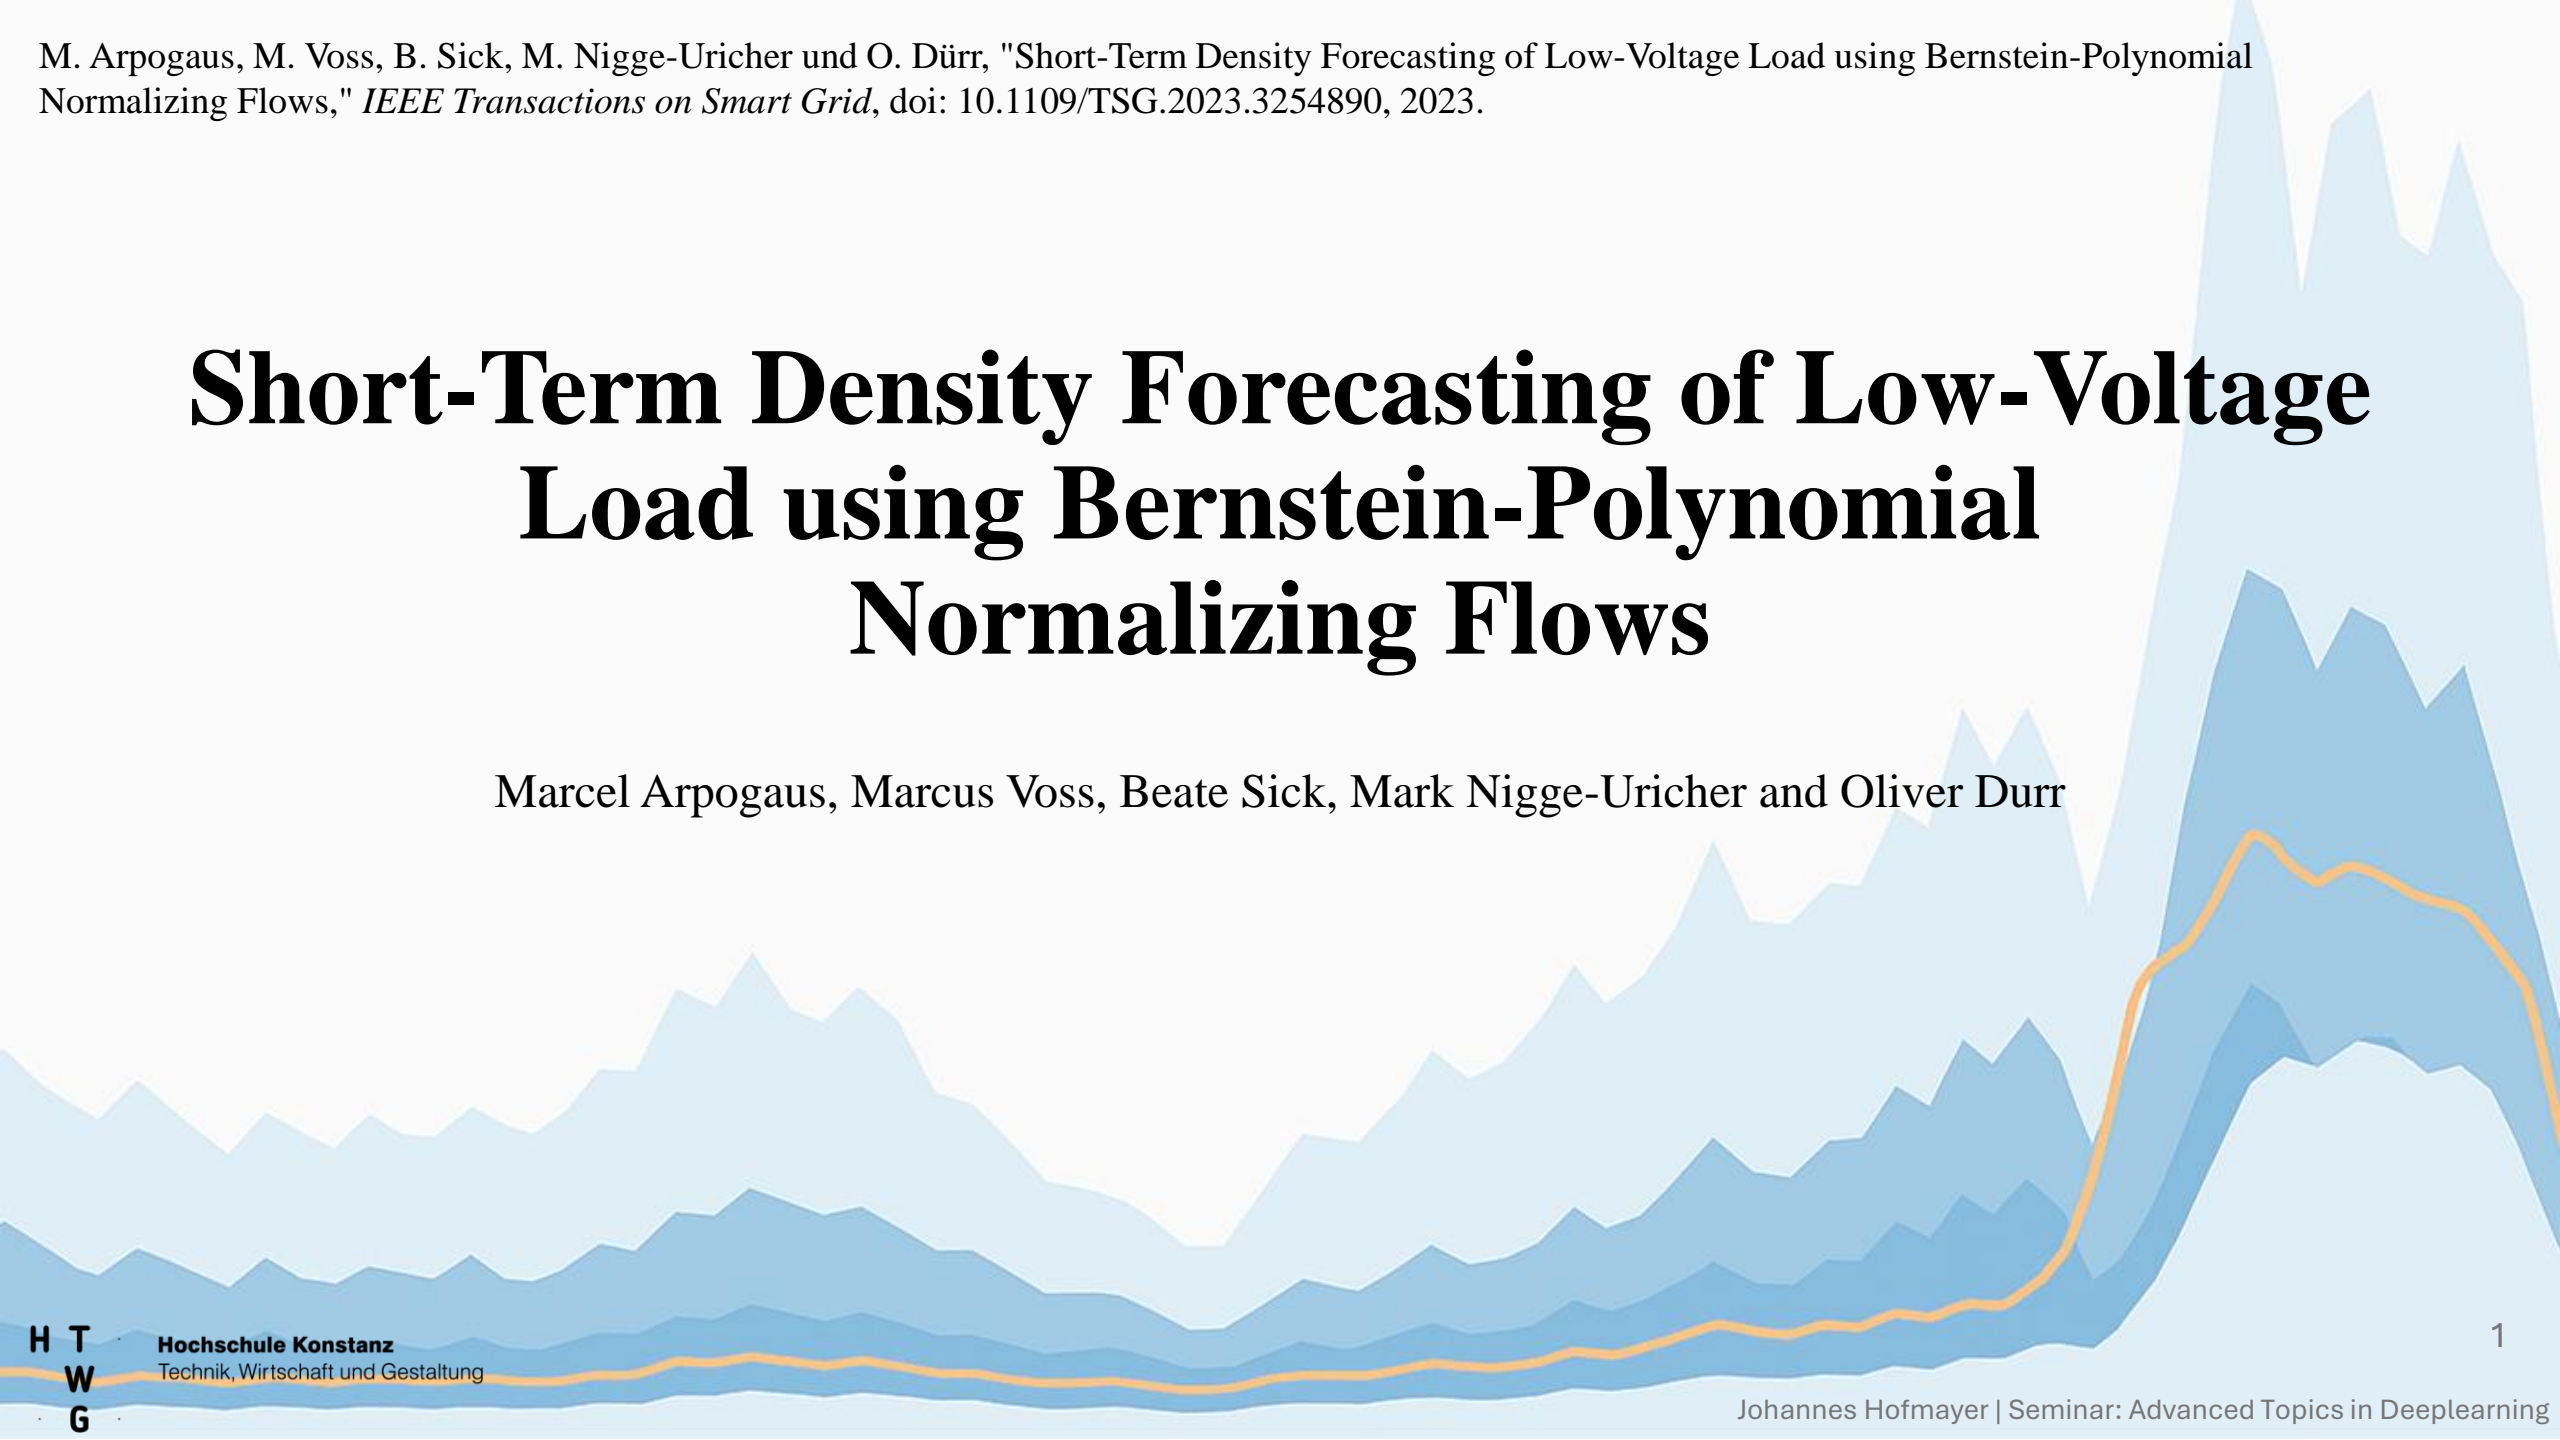 M. Arpogaus, M. Voss, B. Sick, M. Nigge-Uricher und O. Dürr, "Short-Term Density Forecasting of Low-Voltage Load using Bernstein-Polynomial
Normalizing Flows," IEEE Transactions on Smart Grid, doi: 10.1109/TSG.2023.3254890, 2023.
Short-Term Density Forecasting of Low-Voltage
Load using Bernstein-Polynomial
Normalizing Flows
Marcel Arpogaus, Marcus Voss, Beate Sick, Mark Nigge-Uricher and Oliver Durr
H T
W
G
Hochschule Konstanz
Technik, Wirtschaft und Gestaltung
1
Johannes Hofmayer | Seminar: Advanced Topics in Deeplearning